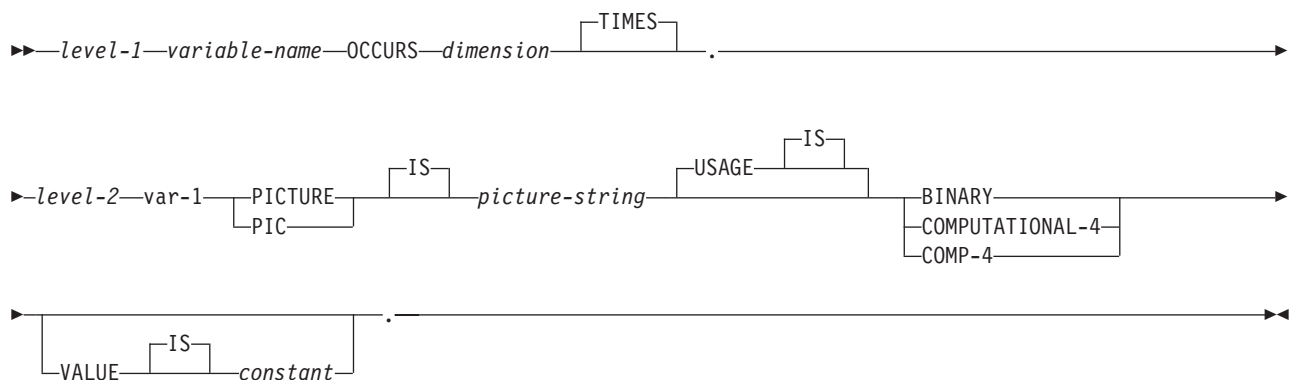 level-1 variable-name OCCURS dimension TIMES .
level-2 var-1 PICTURE PIC IS picture-string USAGE IS BINARY COMPUTATIONAL-4 COMP-4
VALUE IS constant .